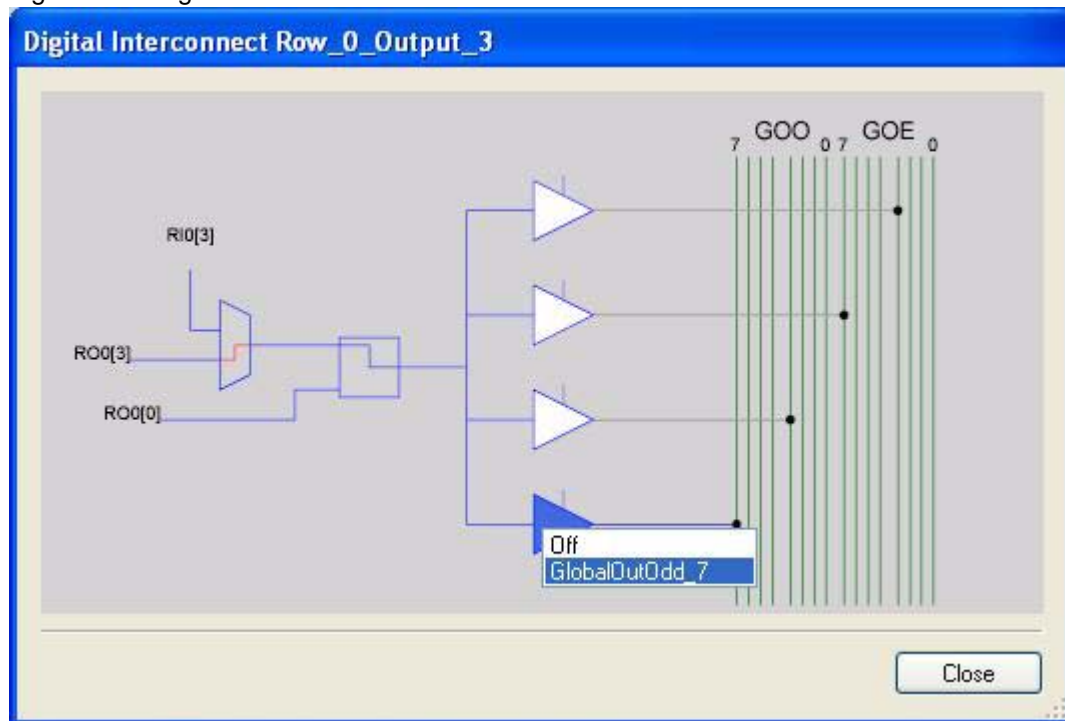 Digital Interconnect Row_0_Output_3
7 GOO 0 7 GOE 0
RI0[3]
RO0[3]
RO0[0]
Off
GlobalOutOdd_7
Close